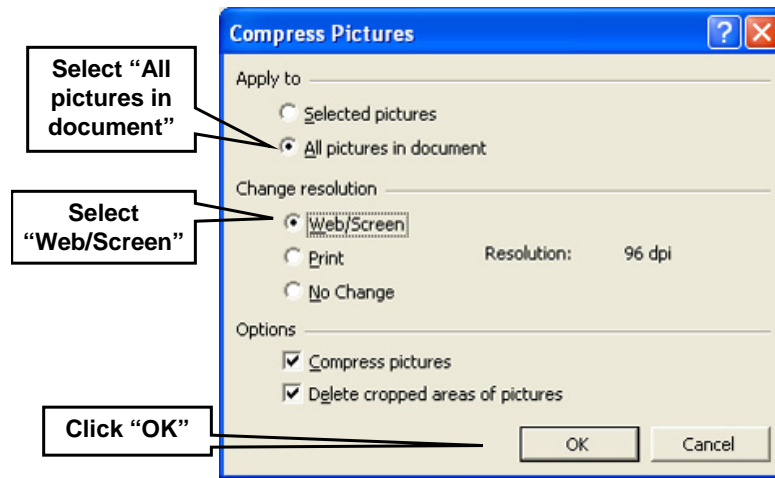 Compress Pictures
Select “All
pictures in
document”
Apply to
Selected pictures
All pictures in document
Change resolution
Select
“Web/Screen”
Web/Screen
Print
Resolution: 96 dpi
No Change
Options
Compress pictures
Delete cropped areas of pictures
Click “OK”
OK
Cancel